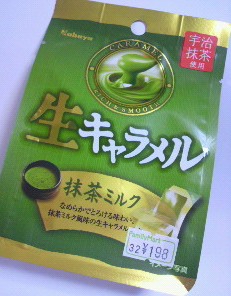 Kabaya
宇治
抹茶
使用
CARAMEL
RICH & SMOOTH
生キャラメル
抹茶ミルク
なめらかでとろける味わい。
抹茶ミルク風味の生キャラメル
FamilyMart
32 ¥198